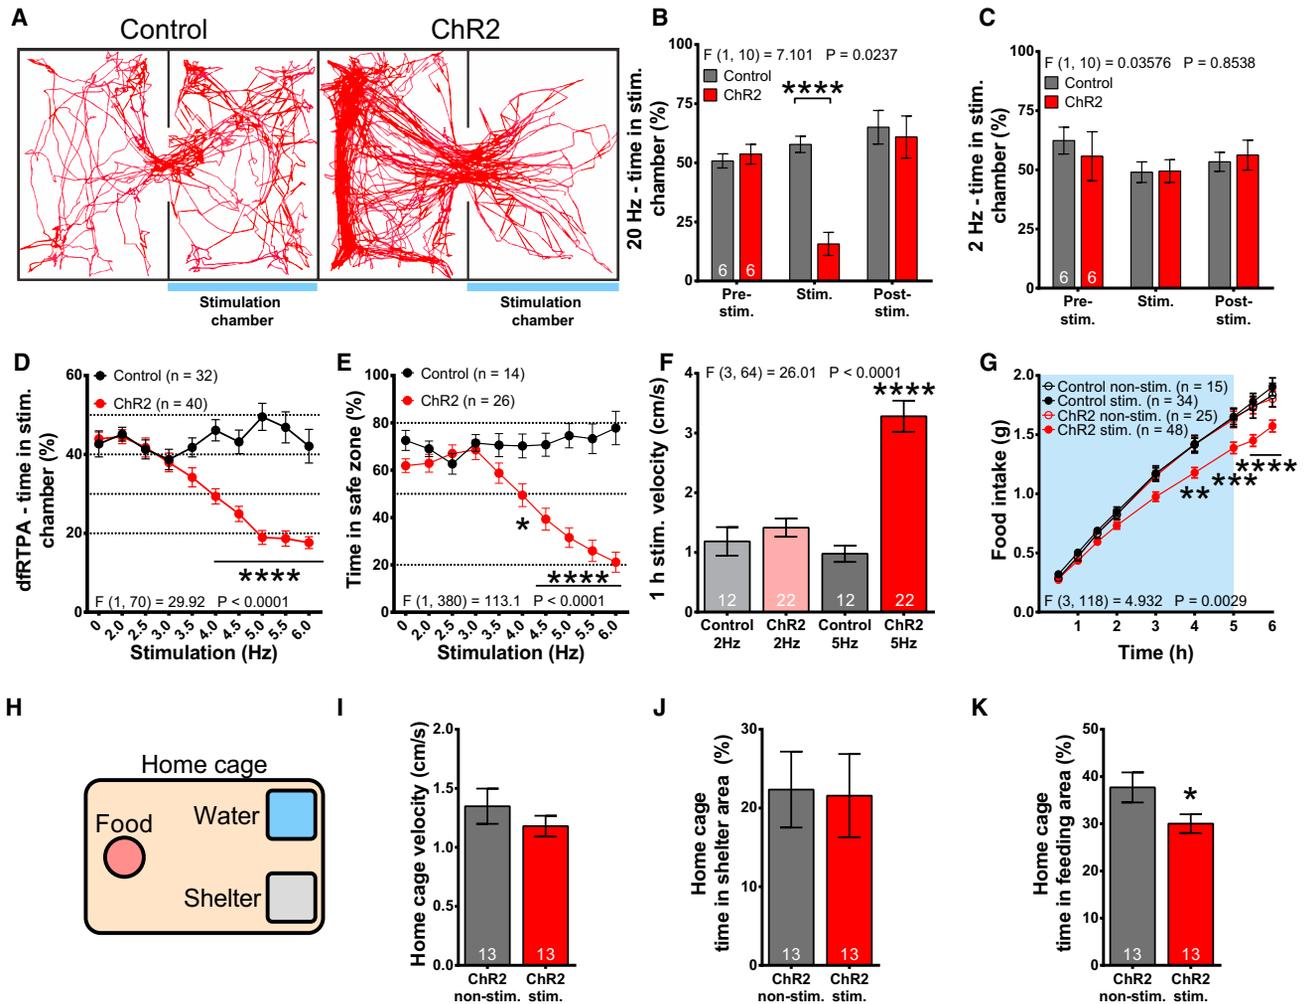 A
Control
ChR2
Stimulation
chamber
Stimulation
chamber
B
20 Hz - time in stim.
chamber (%)
F (1, 10) = 7.101 P = 0.0237
Control
ChR2
****
100
75
50
25
0
6 6
Pre-
stim.
Stim.
Post-
stim.
C
2 Hz - time in stim.
chamber (%)
F (1, 10) = 0.03576 P = 0.8538
Control
ChR2
100
75
50
25
0
6 6
Pre-
stim.
Stim.
Post-
stim.
D
dfRTPA - time in stim.
chamber (%)
Control (n = 32)
ChR2 (n = 40)
60
40
20
0
****
F (1, 70) = 29.92 P < 0.0001
0 2.0 2.5 3.0 3.5 4.0 4.5 5.0 5.5 6.0
Stimulation (Hz)
E
Time in safe zone (%)
Control (n = 14)
ChR2 (n = 26)
100
80
60
40
20
0
*
****
F (1, 380) = 113.1 P < 0.0001
0 2.0 2.5 3.0 3.5 4.0 4.5 5.0 5.5 6.0
Stimulation (Hz)
F
1 h stim. velocity (cm/s)
F (3, 64) = 26.01 P < 0.0001
****
4
3
2
1
0
12 22 12 22
Control
2Hz
ChR2
2Hz
Control
5Hz
ChR2
5Hz
G
Food intake (g)
Control non-stim. (n = 15)
Control stim. (n = 34)
ChR2 non-stim. (n = 25)
ChR2 stim. (n = 48)
2.0
1.5
1.0
0.5
0.0
** *** ****
F (3, 118) = 4.932 P = 0.0029
1 2 3 4 5 6
Time (h)
H
Home cage
Food
Water
Shelter
I
Home cage velocity (cm/s)
2.0
1.5
1.0
0.5
0.0
13 13
ChR2
non-stim.
ChR2
stim.
J
Home cage
time in shelter area (%)
30
20
10
0
13 13
ChR2
non-stim.
ChR2
stim.
K
Home cage
time in feeding area (%)
50
40
30
20
10
0
*
13 13
ChR2
non-stim.
ChR2
stim.